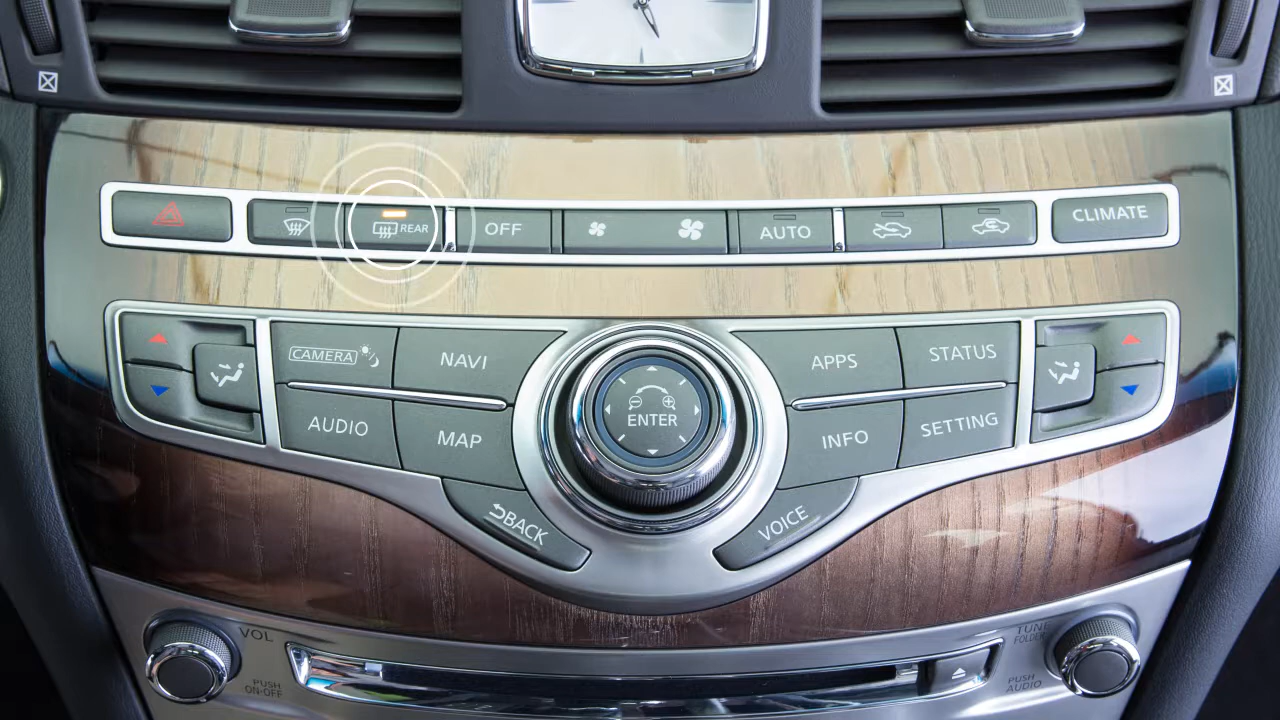 REAR
OFF
AUTO
CLIMATE
CAMERA
NAVI
APPS
STATUS
AUDIO
MAP
ENTER
INFO
SETTING
BACK
VOICE
VOL
PUSH
ON·OFF
TUNE
FOLDER
PUSH
AUDIO